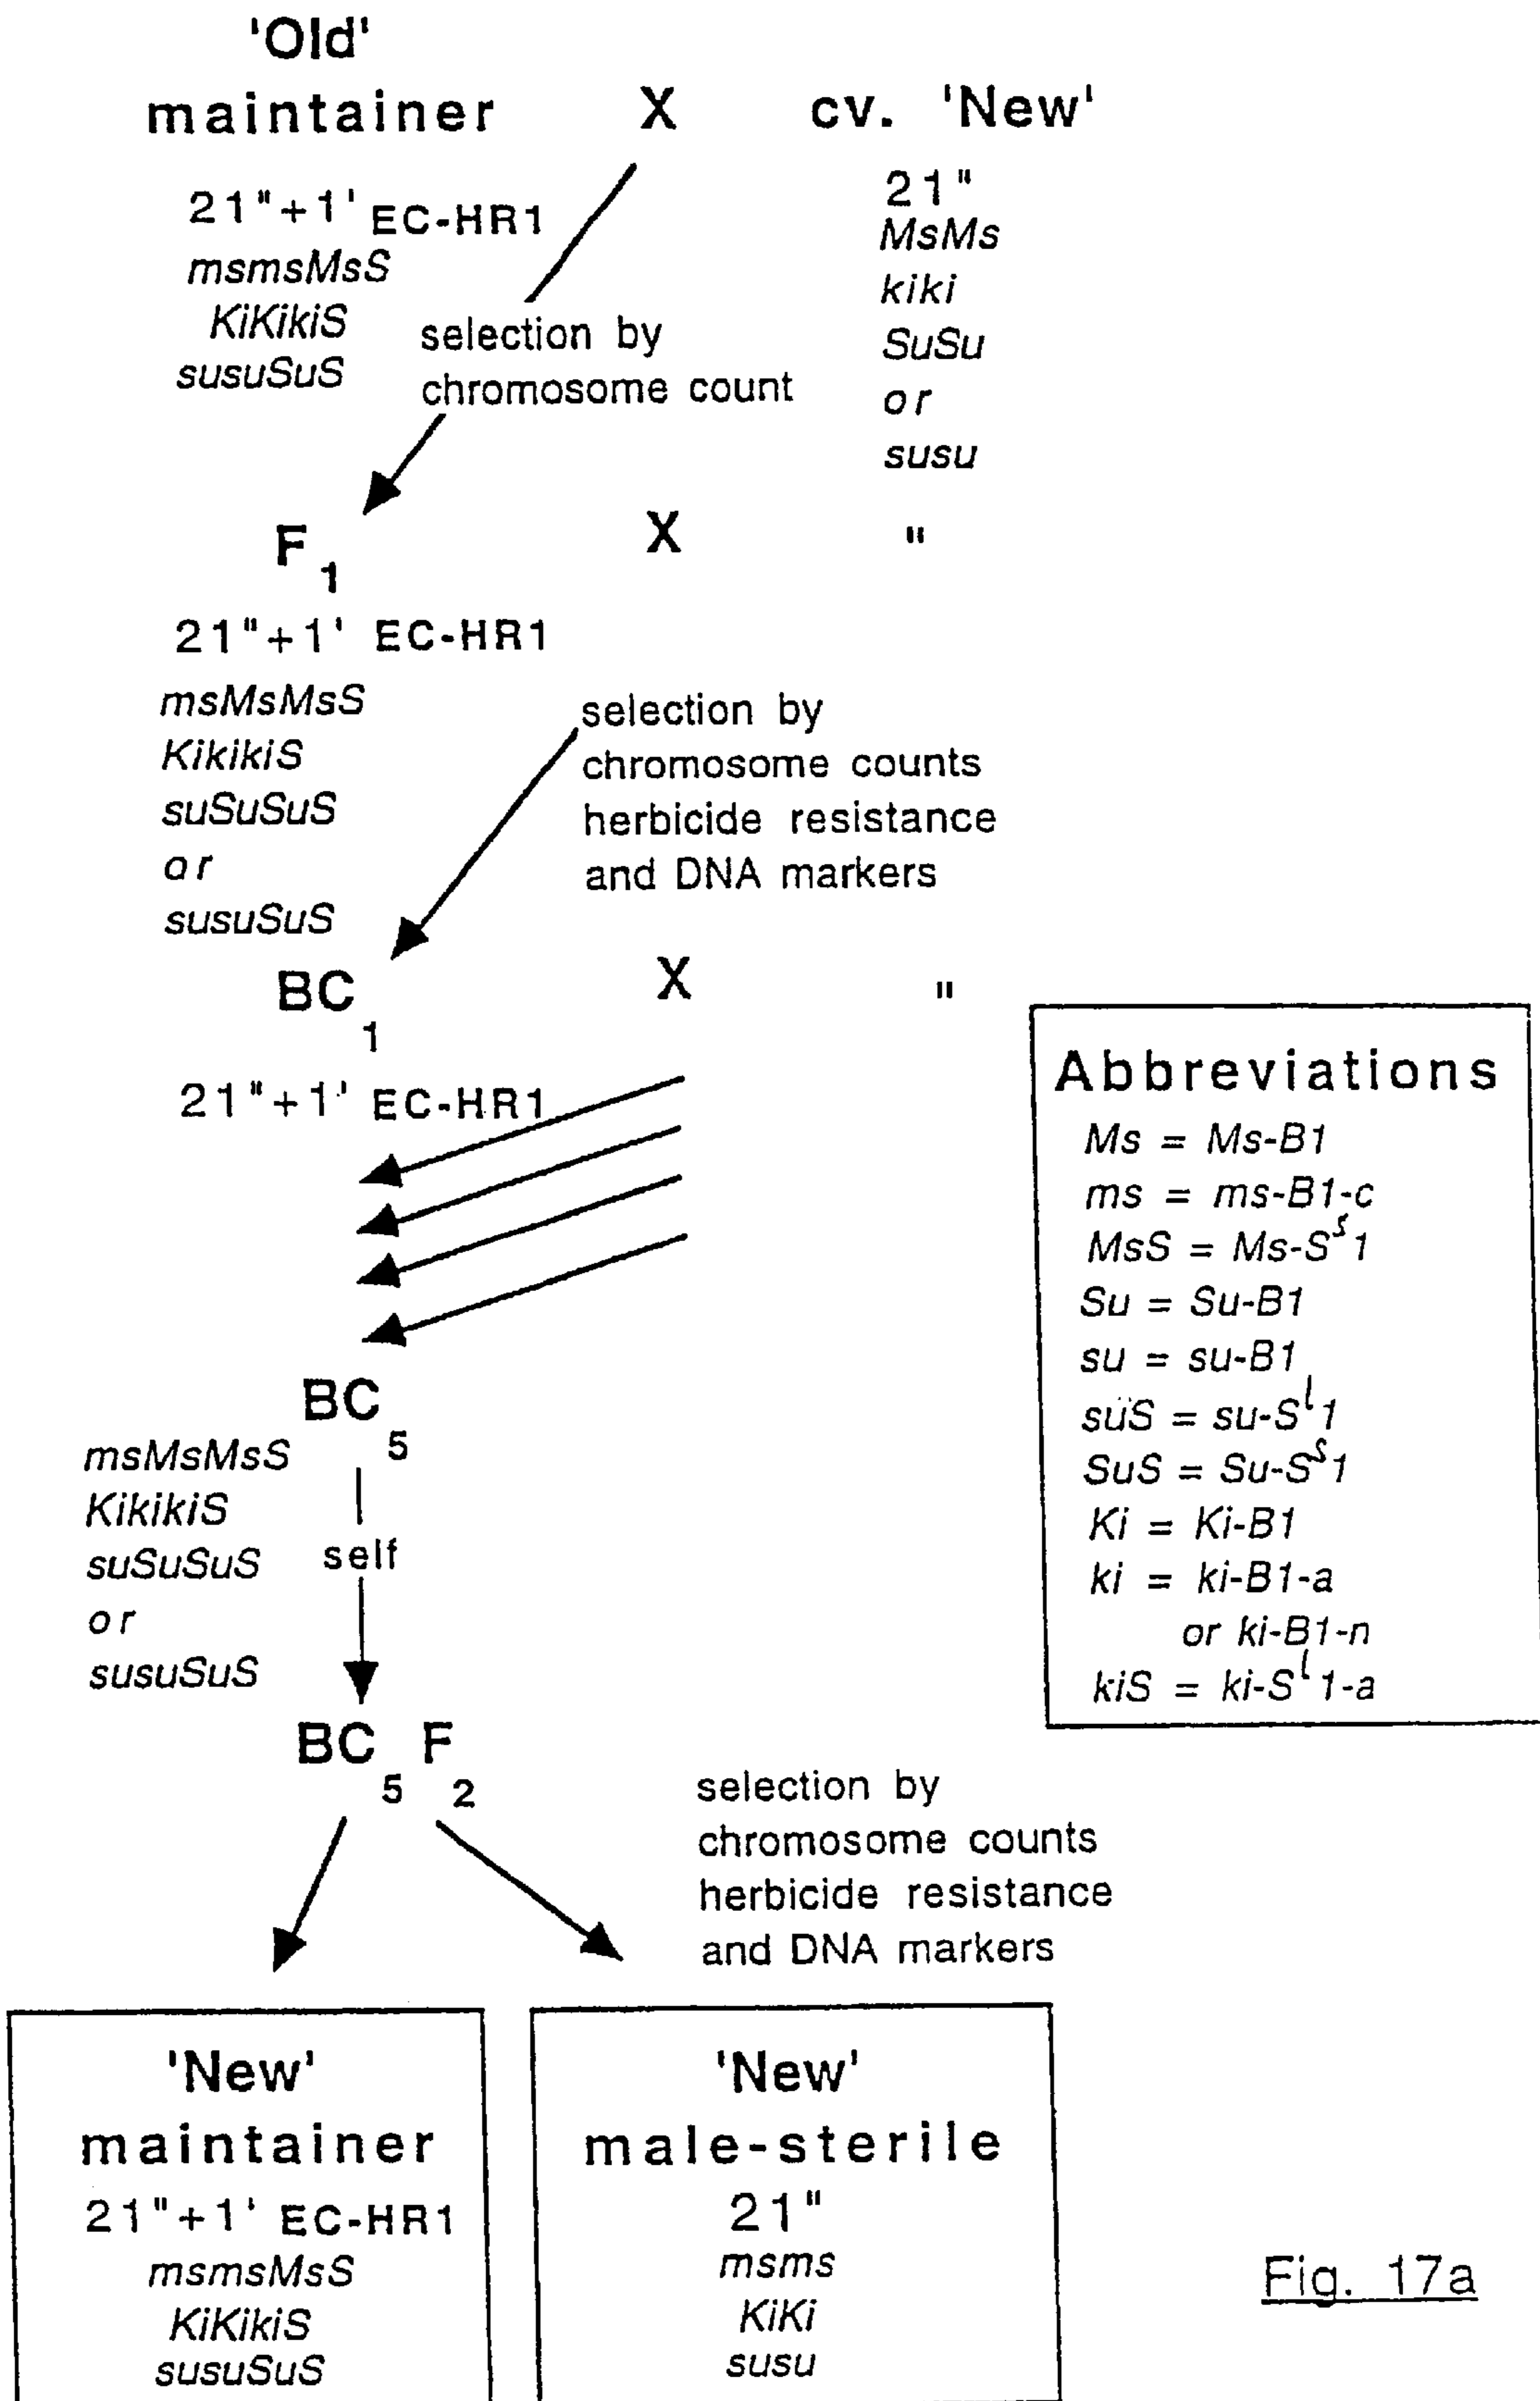 'Old'
maintainer X cv. 'New'
21"+1' EC-HR1
msmsMsS
KiKikiS
susuSuS
21"
MsMs
kiki
SuSu
or
susu
selection by
chromosome count
F1 X "
21"+1' EC-HR1
msMsMsS
KikikiS
suSuSuS
or
susuSuS
selection by
chromosome counts
herbicide resistance
and DNA markers
BC1 X "
21"+1' EC-HR1
Abbreviations
Ms = Ms-B1
ms = ms-B1-c
MsS = Ms-Sˢ1
Su = Su-B1
su = su-B1
suS = su-Sˡ1
SuS = Su-Sˢ1
Ki = Ki-B1
ki = ki-B1-a
or ki-B1-n
kiS = ki-Sˡ1-a
BC5
msMsMsS
KikikiS
suSuSuS
or
susuSuS
self
BC5 F2
selection by
chromosome counts
herbicide resistance
and DNA markers
'New'
maintainer
21"+1' EC-HR1
msmsMsS
KiKikiS
susuSuS
'New'
male-sterile
21"
msms
KiKi
susu
Fig. 17a